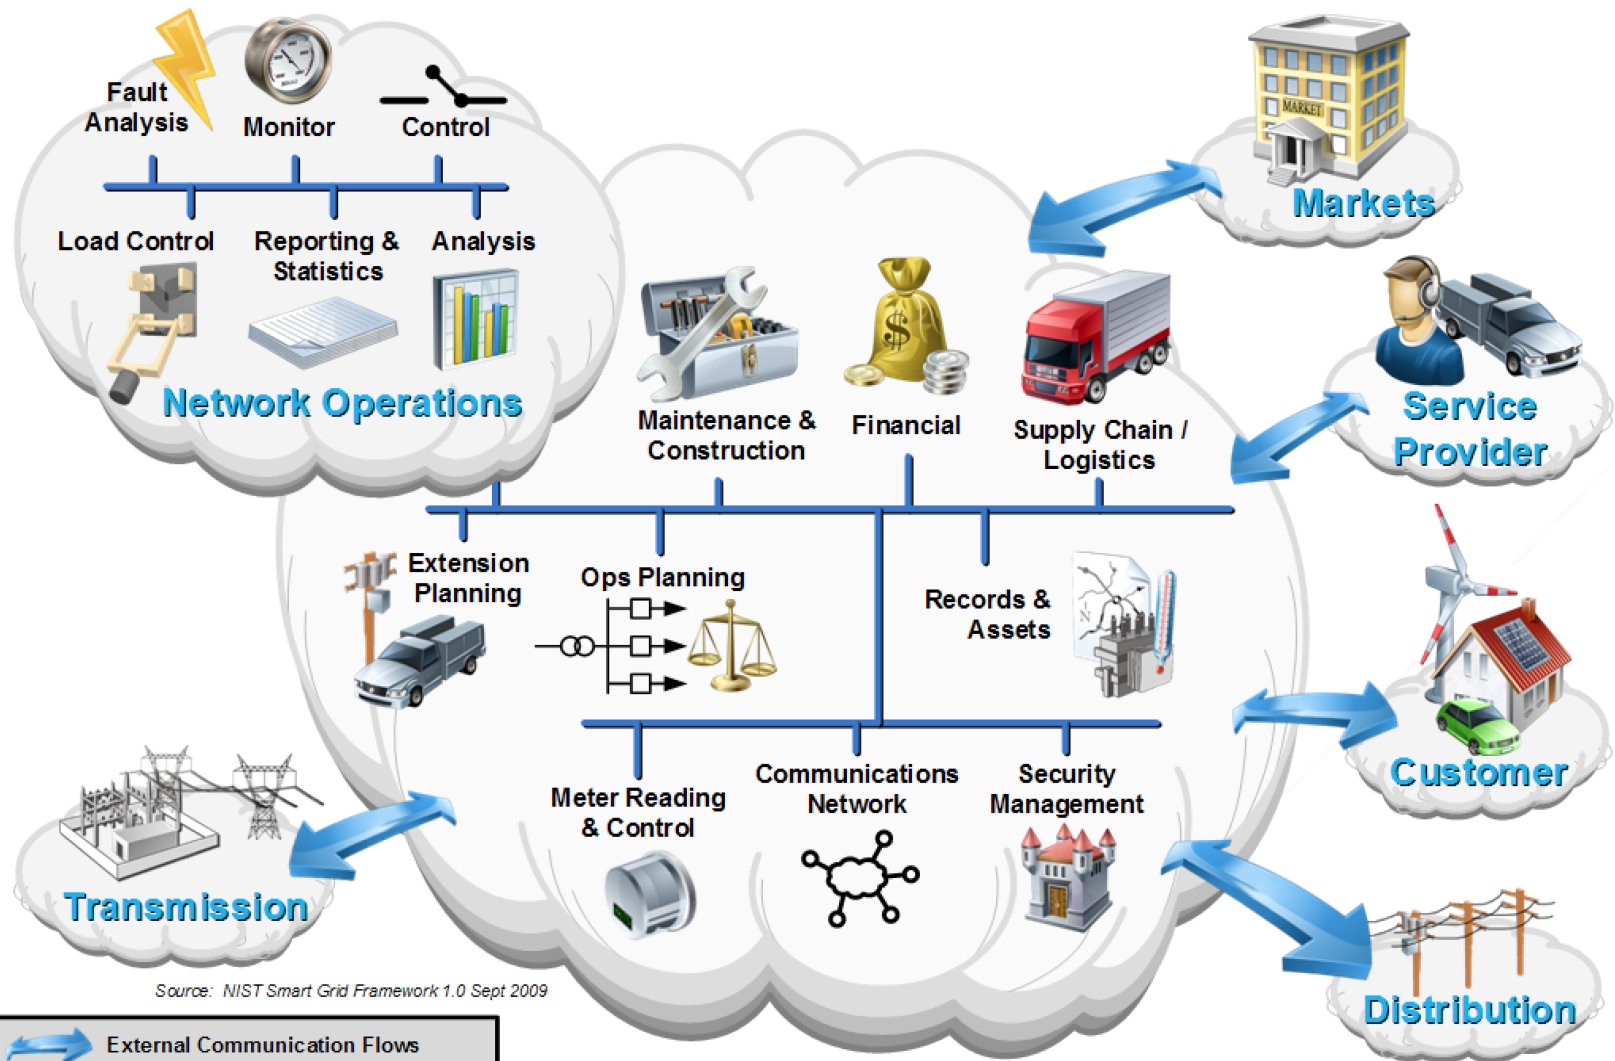 Fault
Analysis
Monitor
Control
Load Control
Reporting &
Statistics
Analysis
Network Operations
MARKET
Markets
Service
Provider
Maintenance &
Construction
Financial
$
Supply Chain /
Logistics
Extension
Planning
Ops Planning
Records &
Assets
N
Customer
Meter Reading
& Control
Communications
Network
Security
Management
Transmission
Distribution
Source: NIST Smart Grid Framework 1.0 Sept 2009
External Communication Flows